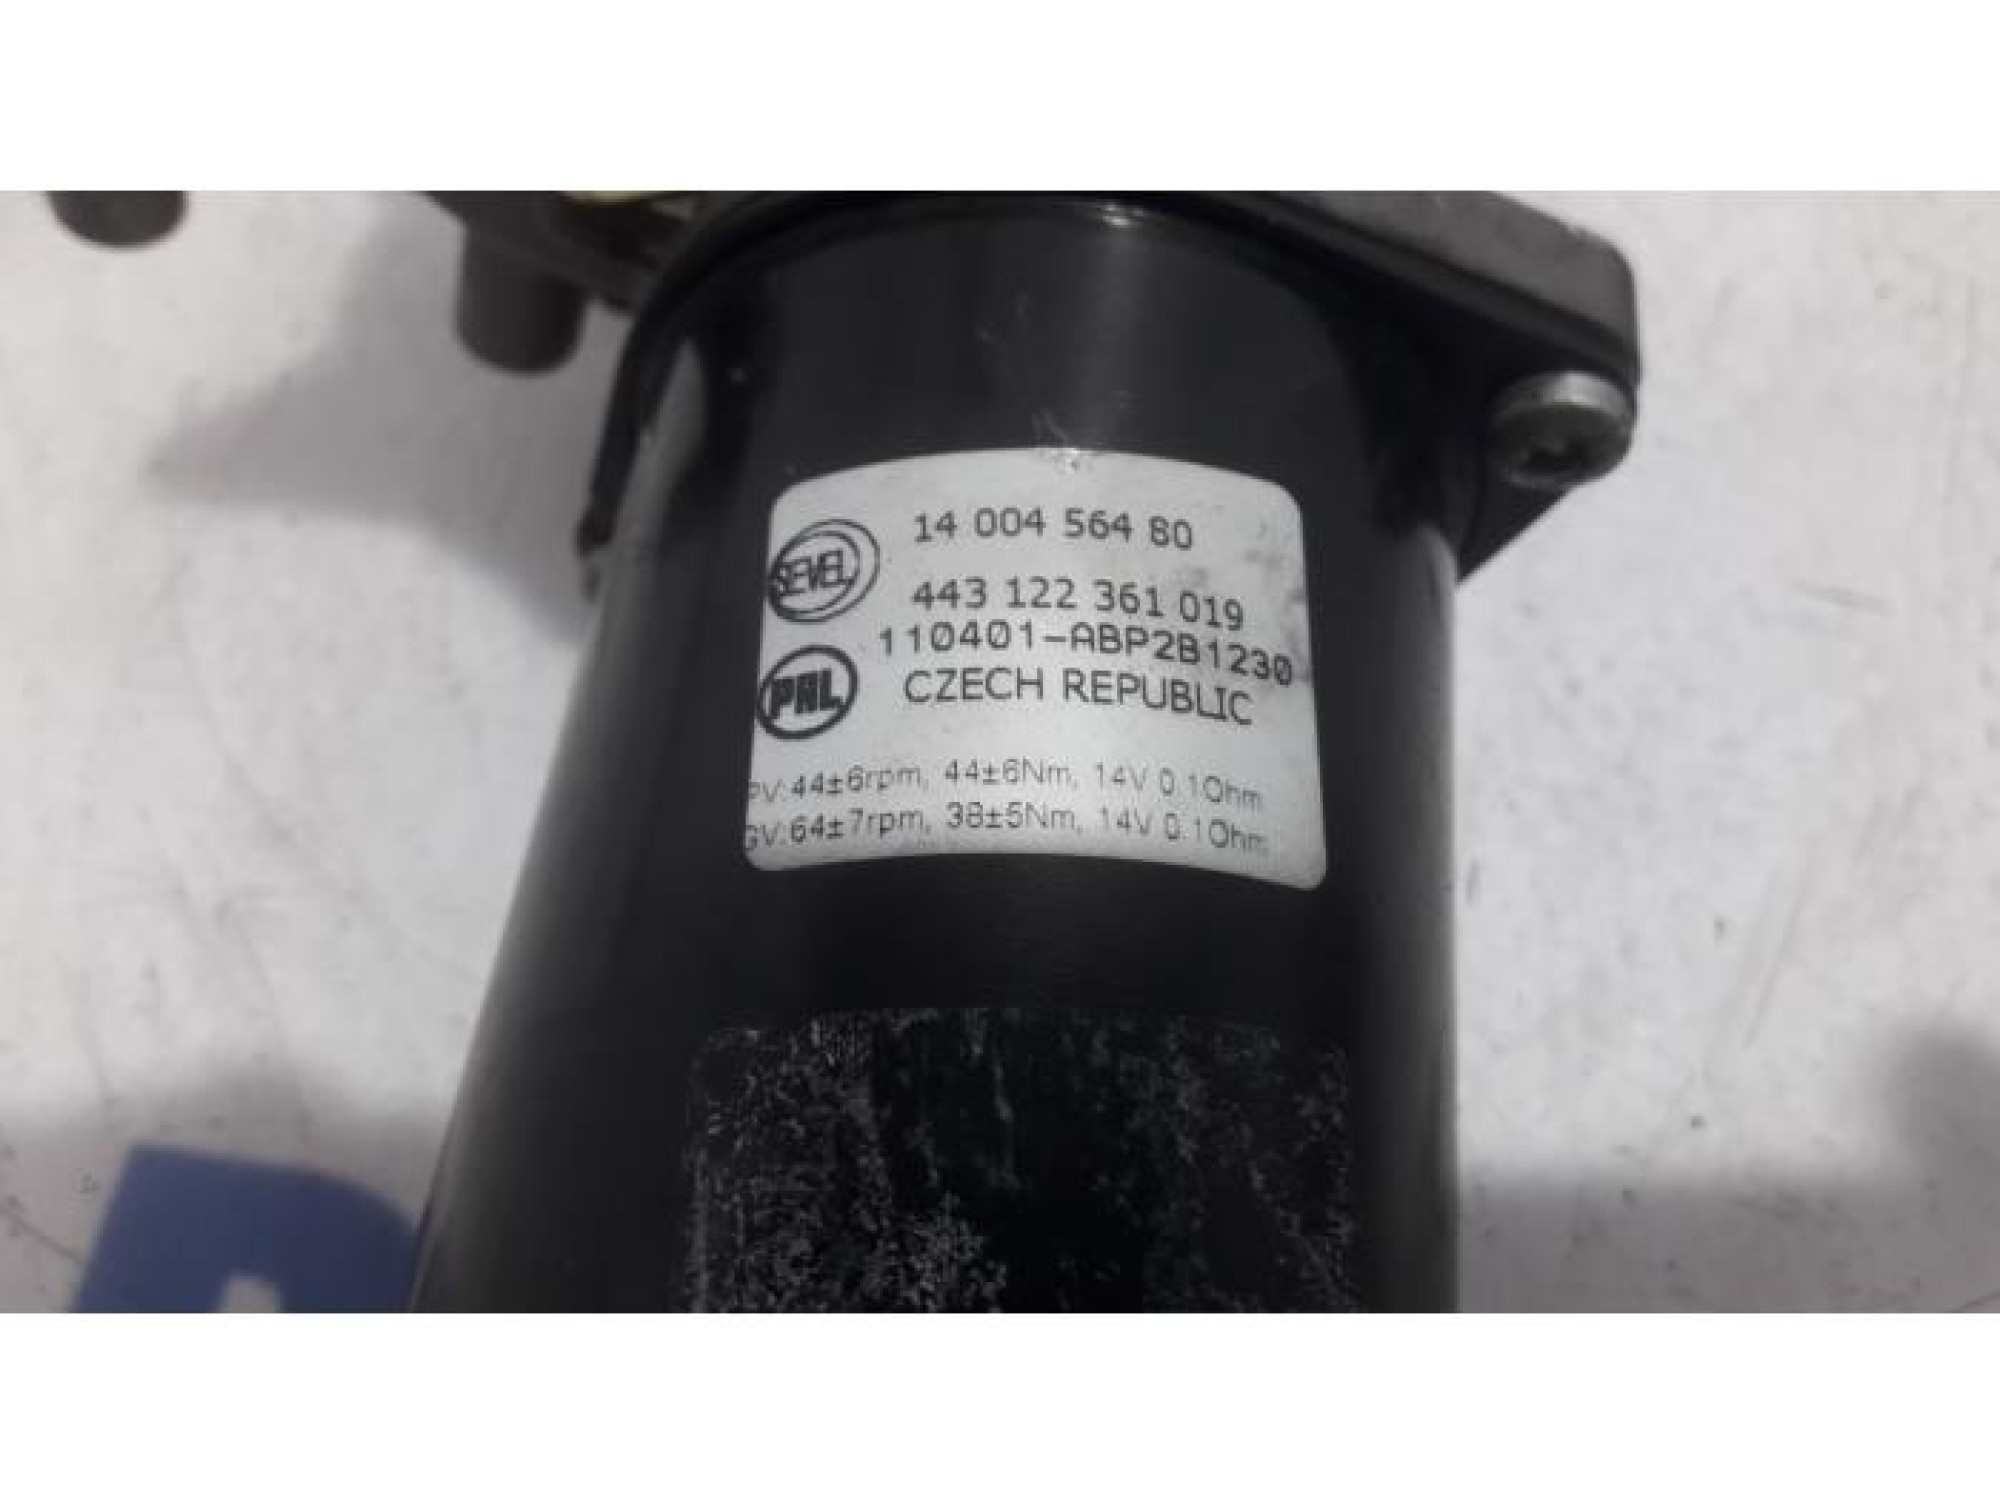 14 004 564 80
SEVEL
443 122 361 019
110401-ABP2B1230
PAL
CZECH REPUBLIC
PV:44±6rpm, 44±6Nm, 14V 0.1Ohm
GV:64±7rpm, 38±5Nm, 14V 0.1Ohm